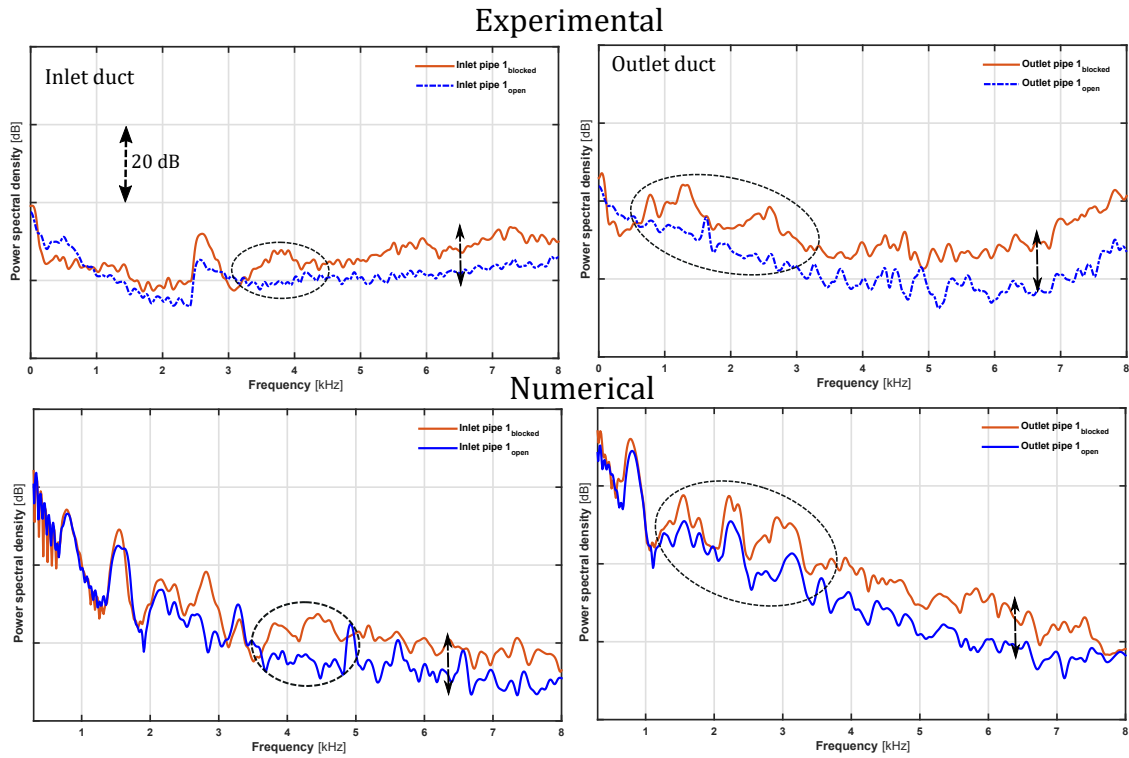 Experimental
Inlet duct
Inlet pipe 1blocked
Inlet pipe 1open
20 dB
Power spectral density [dB]
0 1 2 3 4 5 6 7 8
Frequency [kHz]
Outlet duct
Outlet pipe 1blocked
Outlet pipe 1open
Power spectral density [dB]
0 1 2 3 4 5 6 7 8
Frequency [kHz]
Numerical
Inlet pipe 1blocked
Inlet pipe 1open
Power spectral density [dB]
1 2 3 4 5 6 7 8
Frequency [kHz]
Outlet pipe 1blocked
Outlet pipe 1open
Power spectral density [dB]
1 2 3 4 5 6 7 8
Frequency [kHz]